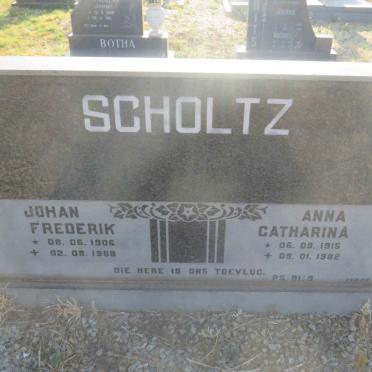 BOTHA
SCHOLTZ
JOHAN
FREDERIK
* 08. 06. 1906
+ 02. 09. 1988
ANNA
CATHARINA
* 06. 09. 1915
+ 09. 01. 1982
DIE HERE IS ONS TOEVLUG.
PS. 91:9